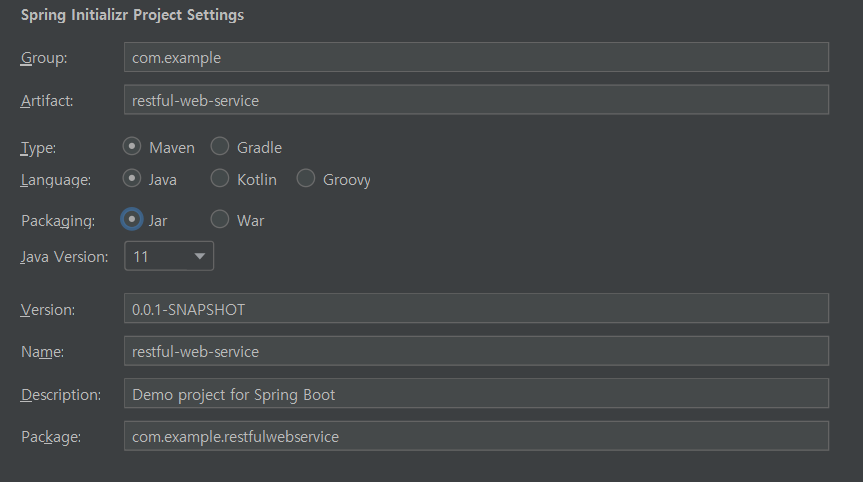 Spring Initializr Project Settings
Group: com.example
Artifact: restful-web-service
Type: Maven Gradle
Language: Java Kotlin Groovy
Packaging: Jar War
Java Version: 11
Version: 0.0.1-SNAPSHOT
Name: restful-web-service
Description: Demo project for Spring Boot
Package: com.example.restfulwebservice